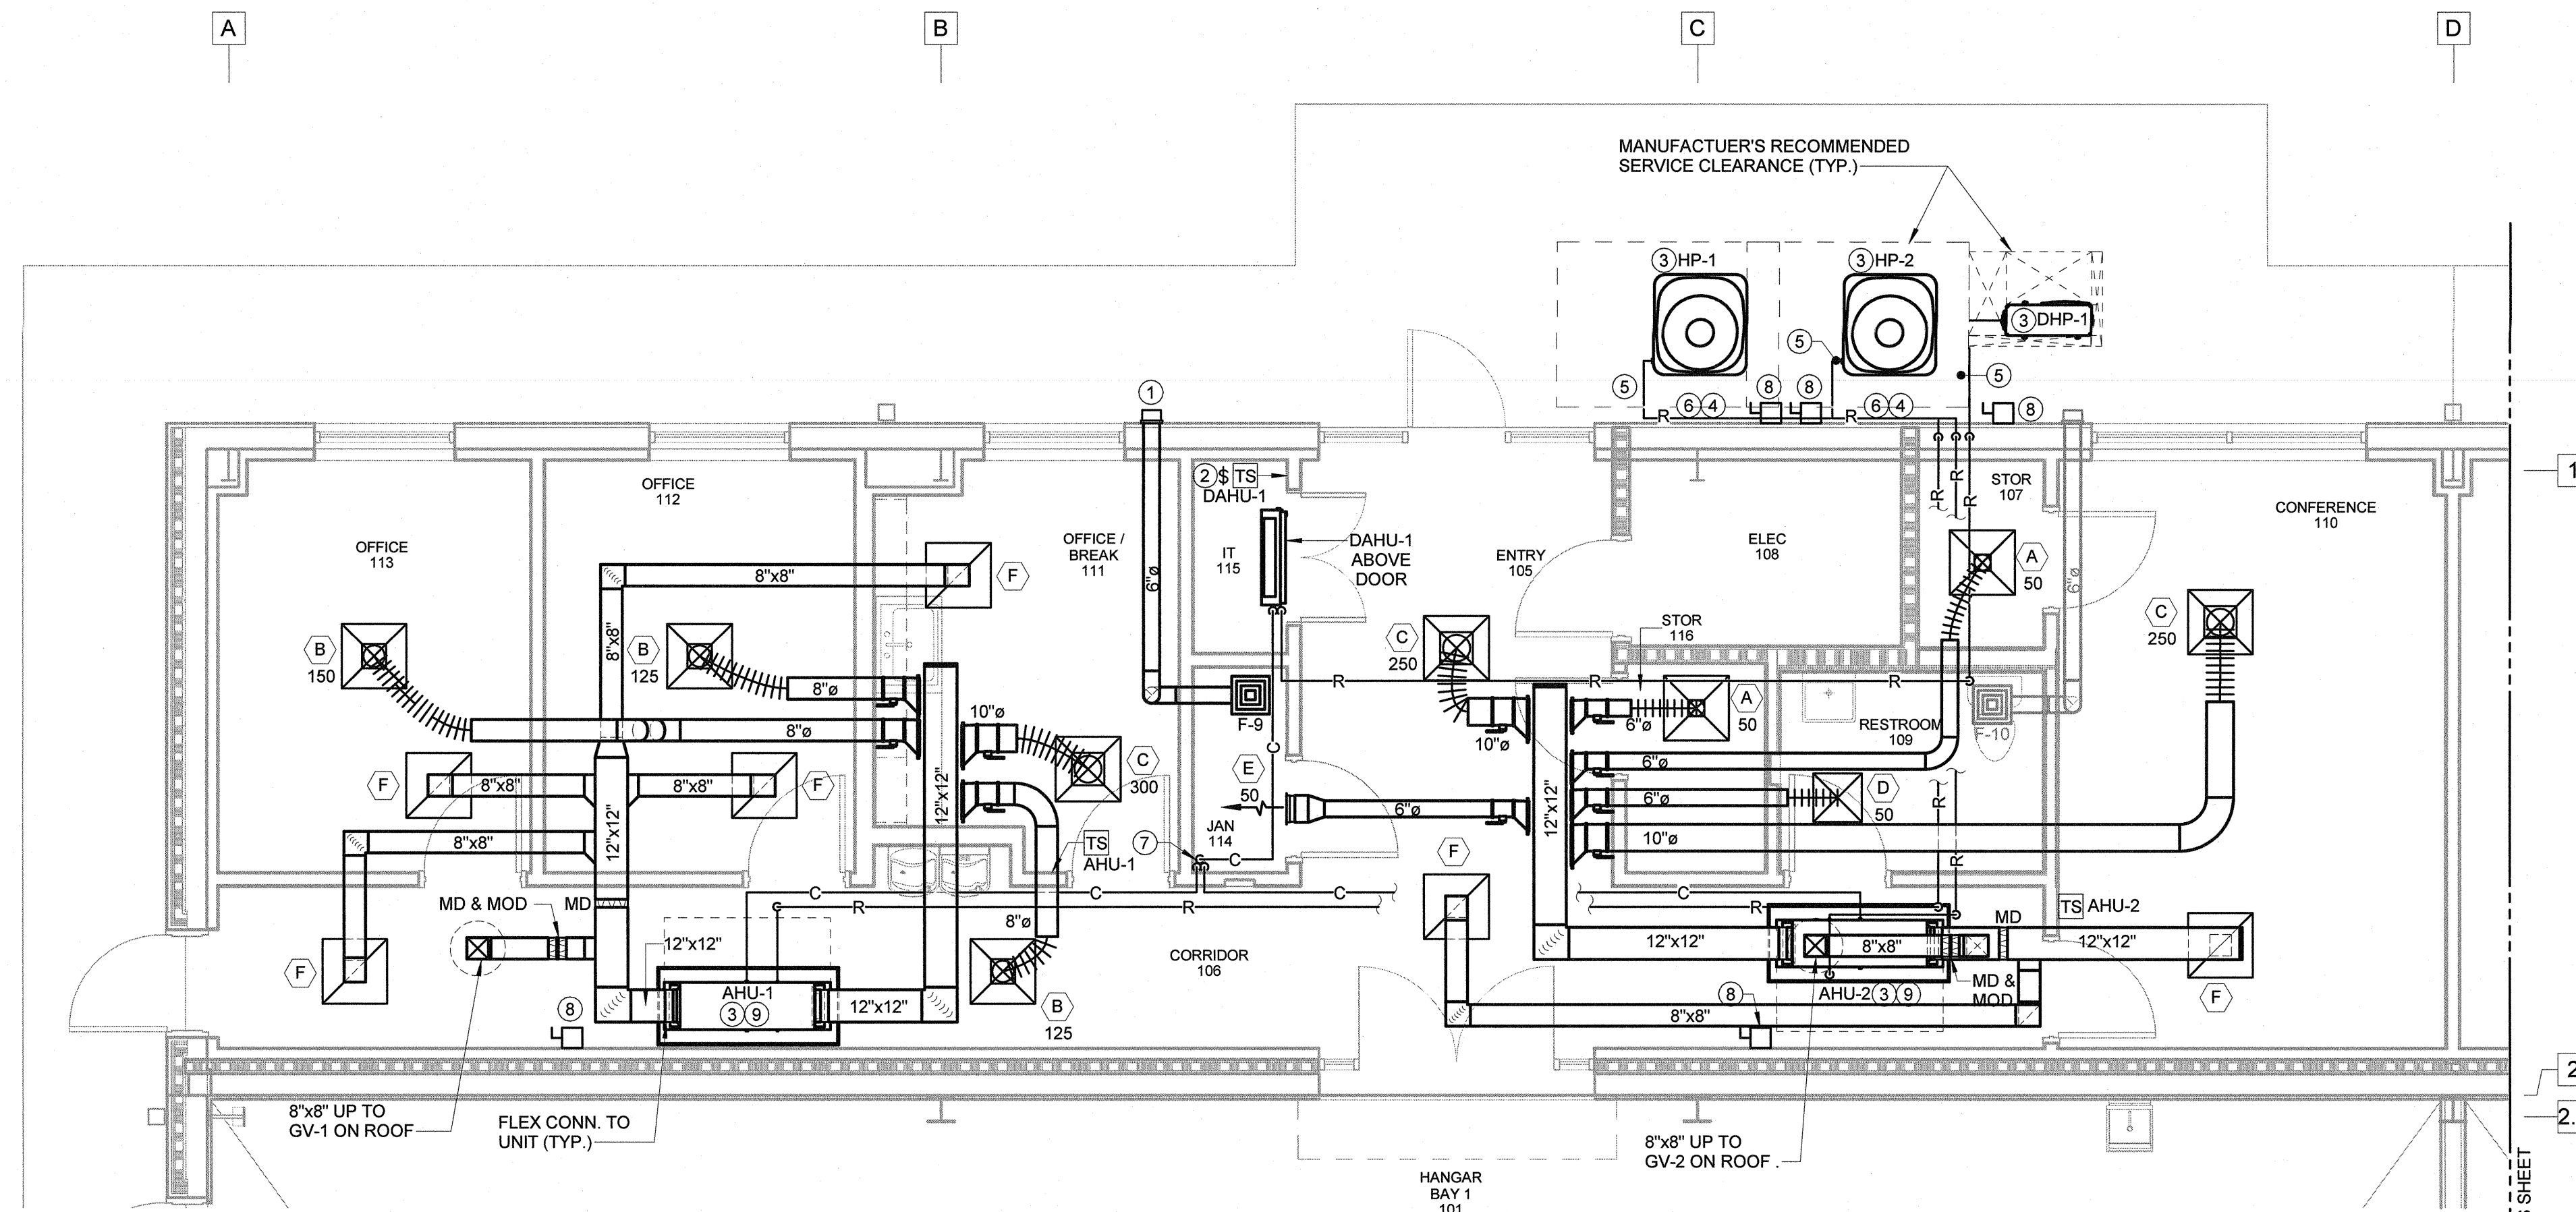 A
B
C
D
MANUFACTUER'S RECOMMENDED
SERVICE CLEARANCE (TYP.)
3 HP-1
3 HP-2
3 DHP-1
5
5
5
8
8
8
6 4
6 4
R
R
1
1
2 $ TS
DAHU-1
OFFICE
112
OFFICE
113
OFFICE /
BREAK
111
IT
115
DAHU-1
ABOVE
DOOR
ENTRY
105
ELEC
108
STOR
107
R
R
R
CONFERENCE
110
8"x8"
F
6"ø
6"ø
A
50
C
250
B
150
8"x8"
B
125
8"ø
8"ø
10"ø
C
300
F-9
C
250
R
R
R
STOR
116
A
50
6"ø
10"ø
RESTROOM
109
F-10
6"ø
F
8"x8"
8"x8"
F
12"x12"
12"x12"
C
E
50
6"ø
12"x12"
6"ø
D
50
R
10"ø
8"x8"
JAN
114
7
C
TS
AHU-1
F
R
MD & MOD
MD
C
C
C
C
R
R
R
8"ø
TS AHU-2
MD
F
12"x12"
CORRIDOR
106
12"x12"
8"x8"
12"x12"
AHU-1
3 9
12"x12"
B
125
8
AHU-2 3 9
MD &
MOD
F
8
8"x8"
8"x8" UP TO
GV-1 ON ROOF
FLEX CONN. TO
UNIT (TYP.)
8"x8" UP TO
GV-2 ON ROOF .
HANGAR
BAY 1
101
2
2.
SHEET